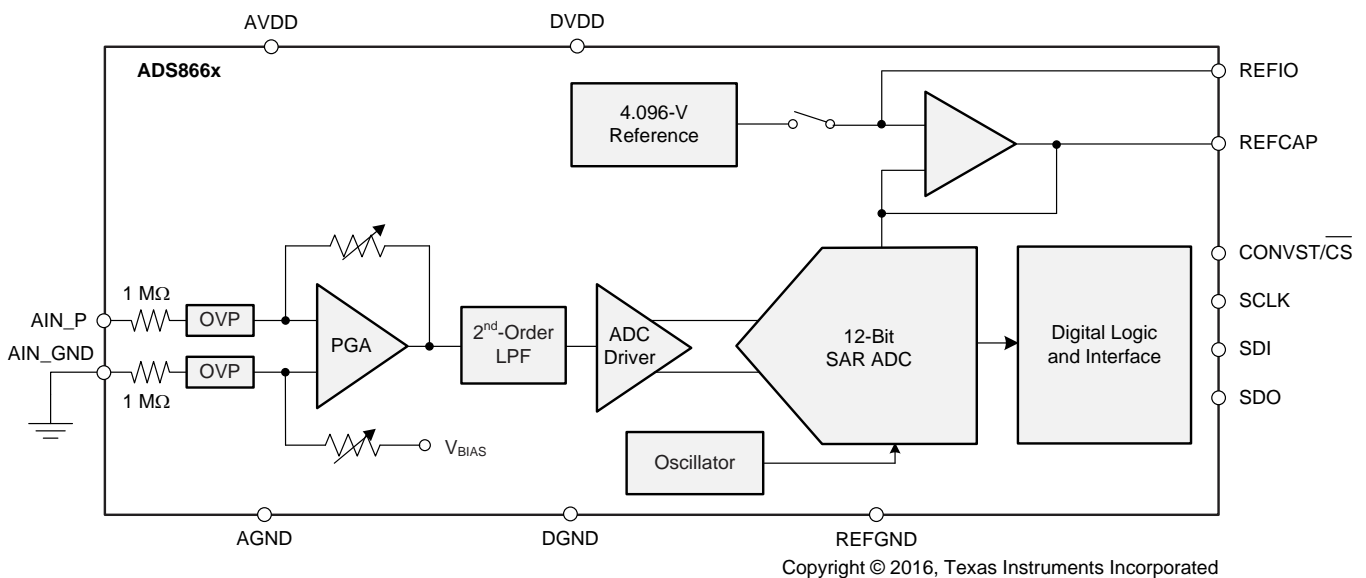 AVDD
DVDD
ADS866x
REFIO
4.096-V
Reference
REFCAP
CONVST/C̅S̅
1 MΩ
OVP
AIN_P
PGA
2nd-Order
LPF
ADC
Driver
12-Bit
SAR ADC
Digital Logic
and Interface
SCLK
SDI
SDO
AIN_GND
OVP
1 MΩ
VBIAS
Oscillator
AGND
DGND
REFGND
Copyright © 2016, Texas Instruments Incorporated